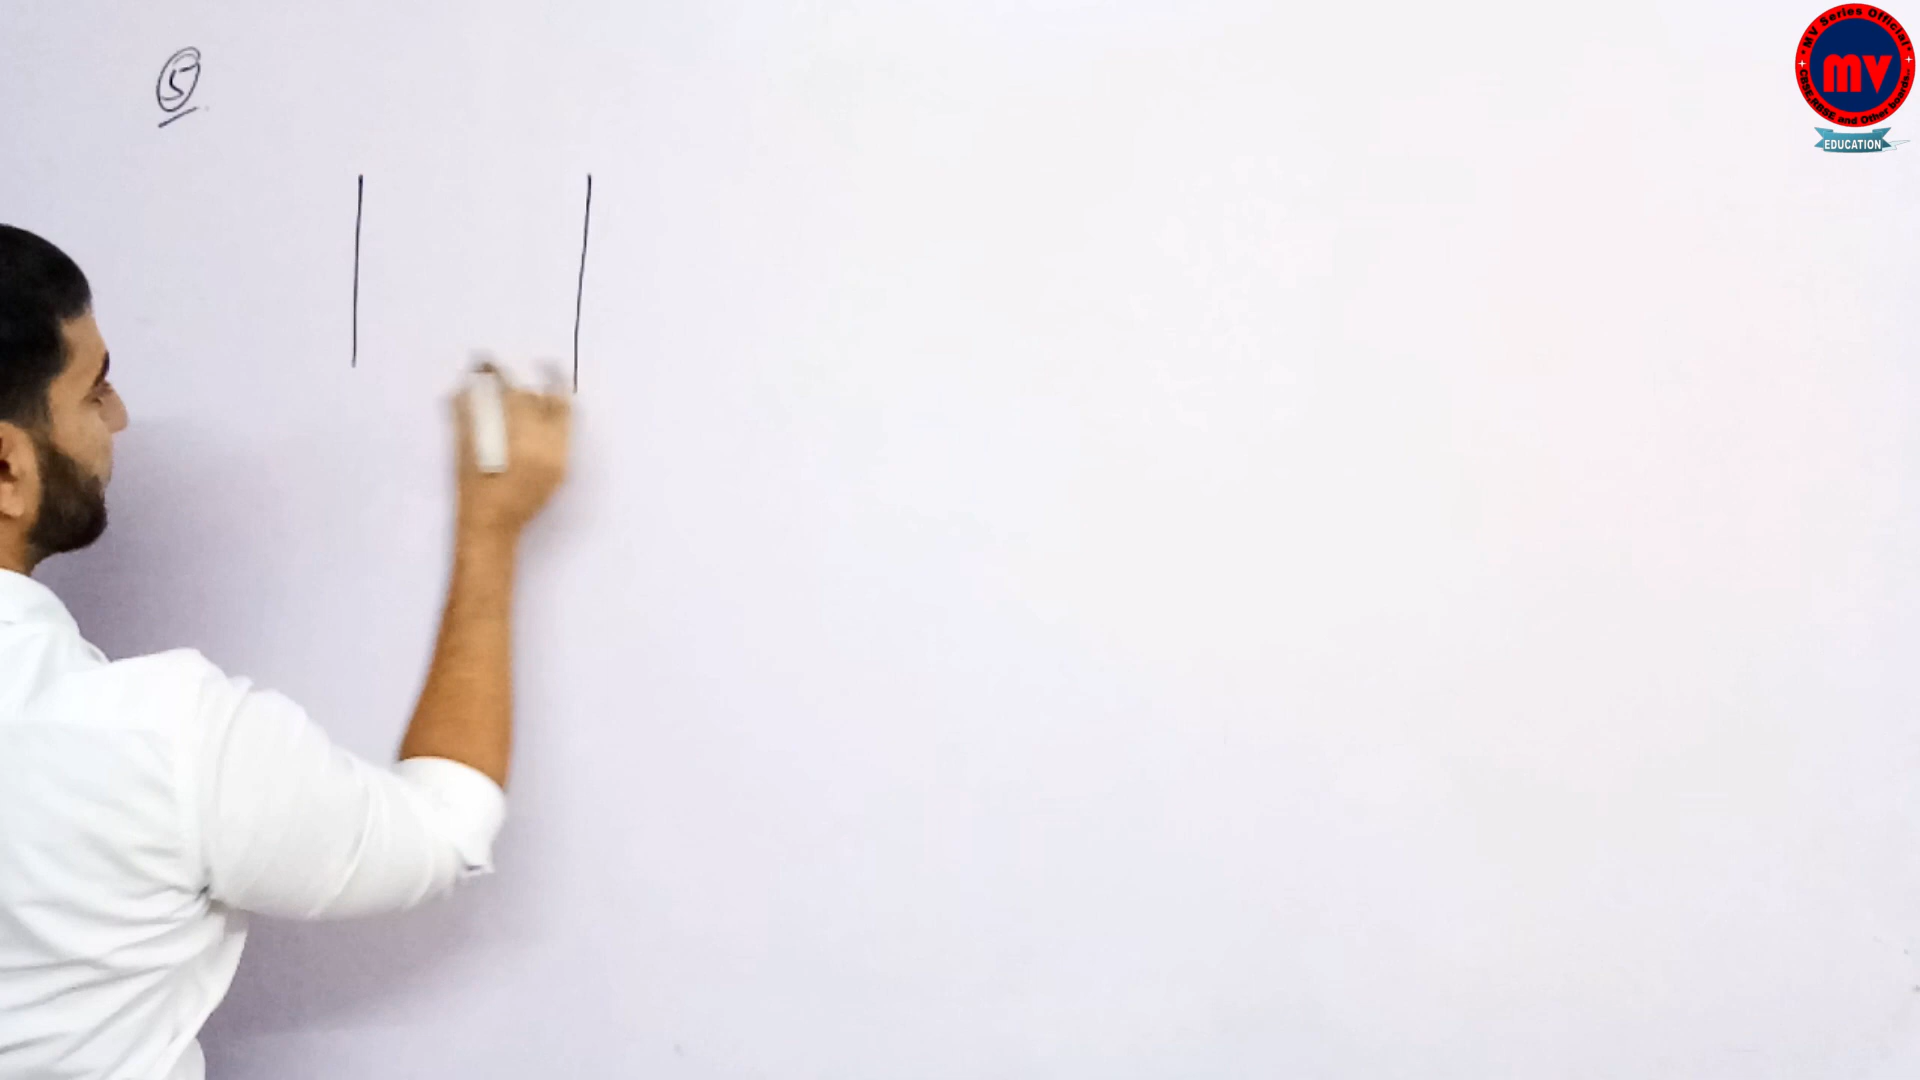 5
MV Series Official
MV
CBSE,RBSE and Other boards..
EDUCATION